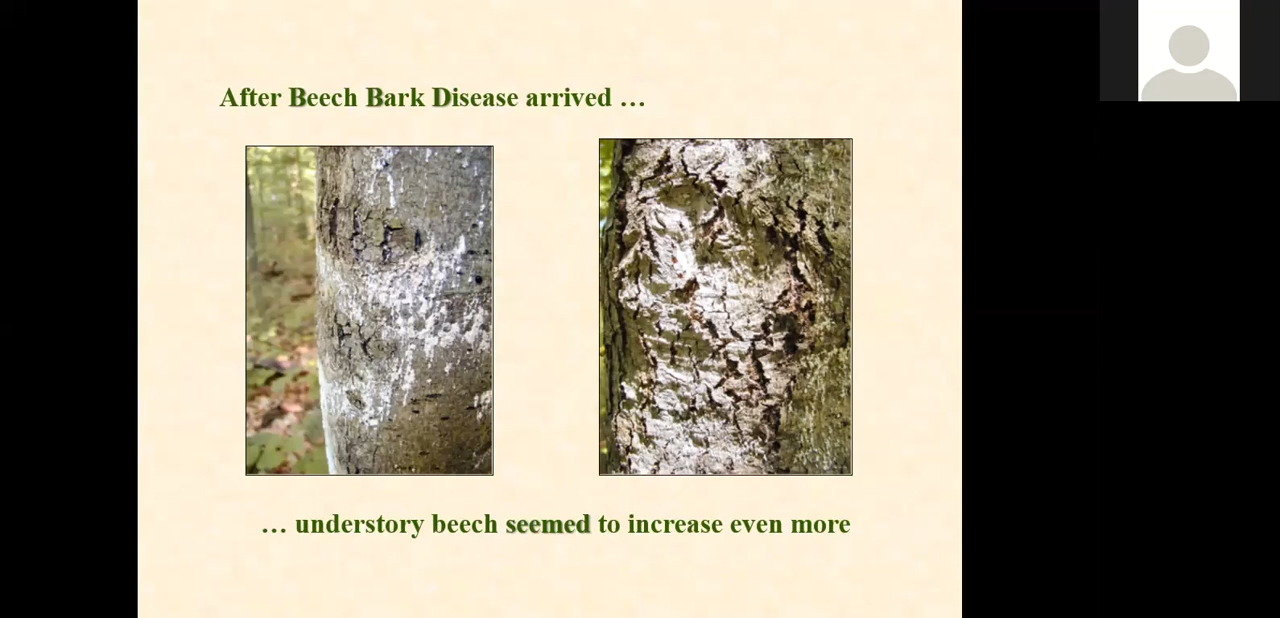 After Beech Bark Disease arrived …
… understory beech seemed to increase even more